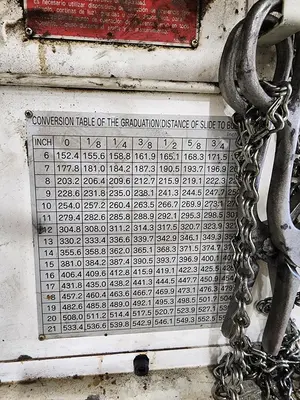 Es necesario utilizar
CONVERSION TABLE OF THE GRADUATION(DISTANCE OF SLIDE TO
INCH 0 1/8 1/4 3/8 1/2 5/8 3/4
6 152.4 155.6 158.8 161.9 165.1 168.3 171.5
7 177.8 181.0 184.2 187.3 190.5 193.7 196.9
8 203.2 206.4 209.6 212.7 215.9 219.1 222.3
9 228.6 231.8 235.0 238.1 241.3 244.5 247.7
10 254.0 257.2 260.4 263.5 266.7 269.9 273.1
11 279.4 282.6 285.8 288.9 292.1 295.3 298.5
12 304.8 308.0 311.2 314.3 317.5 320.7 323.9
13 330.2 333.4 336.6 339.7 342.9 346.1 349.3
14 355.6 358.8 362.0 365.1 368.3 371.5 374.7
15 381.0 384.2 387.4 390.5 393.7 396.9 400.1
16 406.4 409.6 412.8 415.9 419.1 422.3 425.5
17 431.8 435.0 438.2 441.3 444.5 447.7 450.9
18 457.2 460.4 463.6 466.7 469.9 473.1 476.3
19 482.6 485.8 489.0 492.1 495.3 498.5 501.7
20 508.0 511.2 514.4 517.5 520.7 523.9 527.1
21 533.4 536.6 539.8 542.9 546.1 549.3 552.5